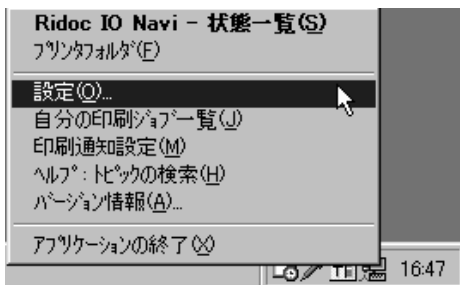 Ridoc IO Navi - 状態一覧(S)
ﾌﾟﾘﾝﾀﾌｫﾙﾀﾞ(F)
設定(O)...
自分の印刷ｼﾞｮﾌﾞ一覧(J)
印刷通知設定(M)
ﾍﾙﾌﾟ：ﾄﾋﾟｯｸの検索(H)
ﾊﾞｰｼﾞｮﾝ情報(A)...
ｱﾌﾟﾘｹｰｼｮﾝの終了(X)
16:47